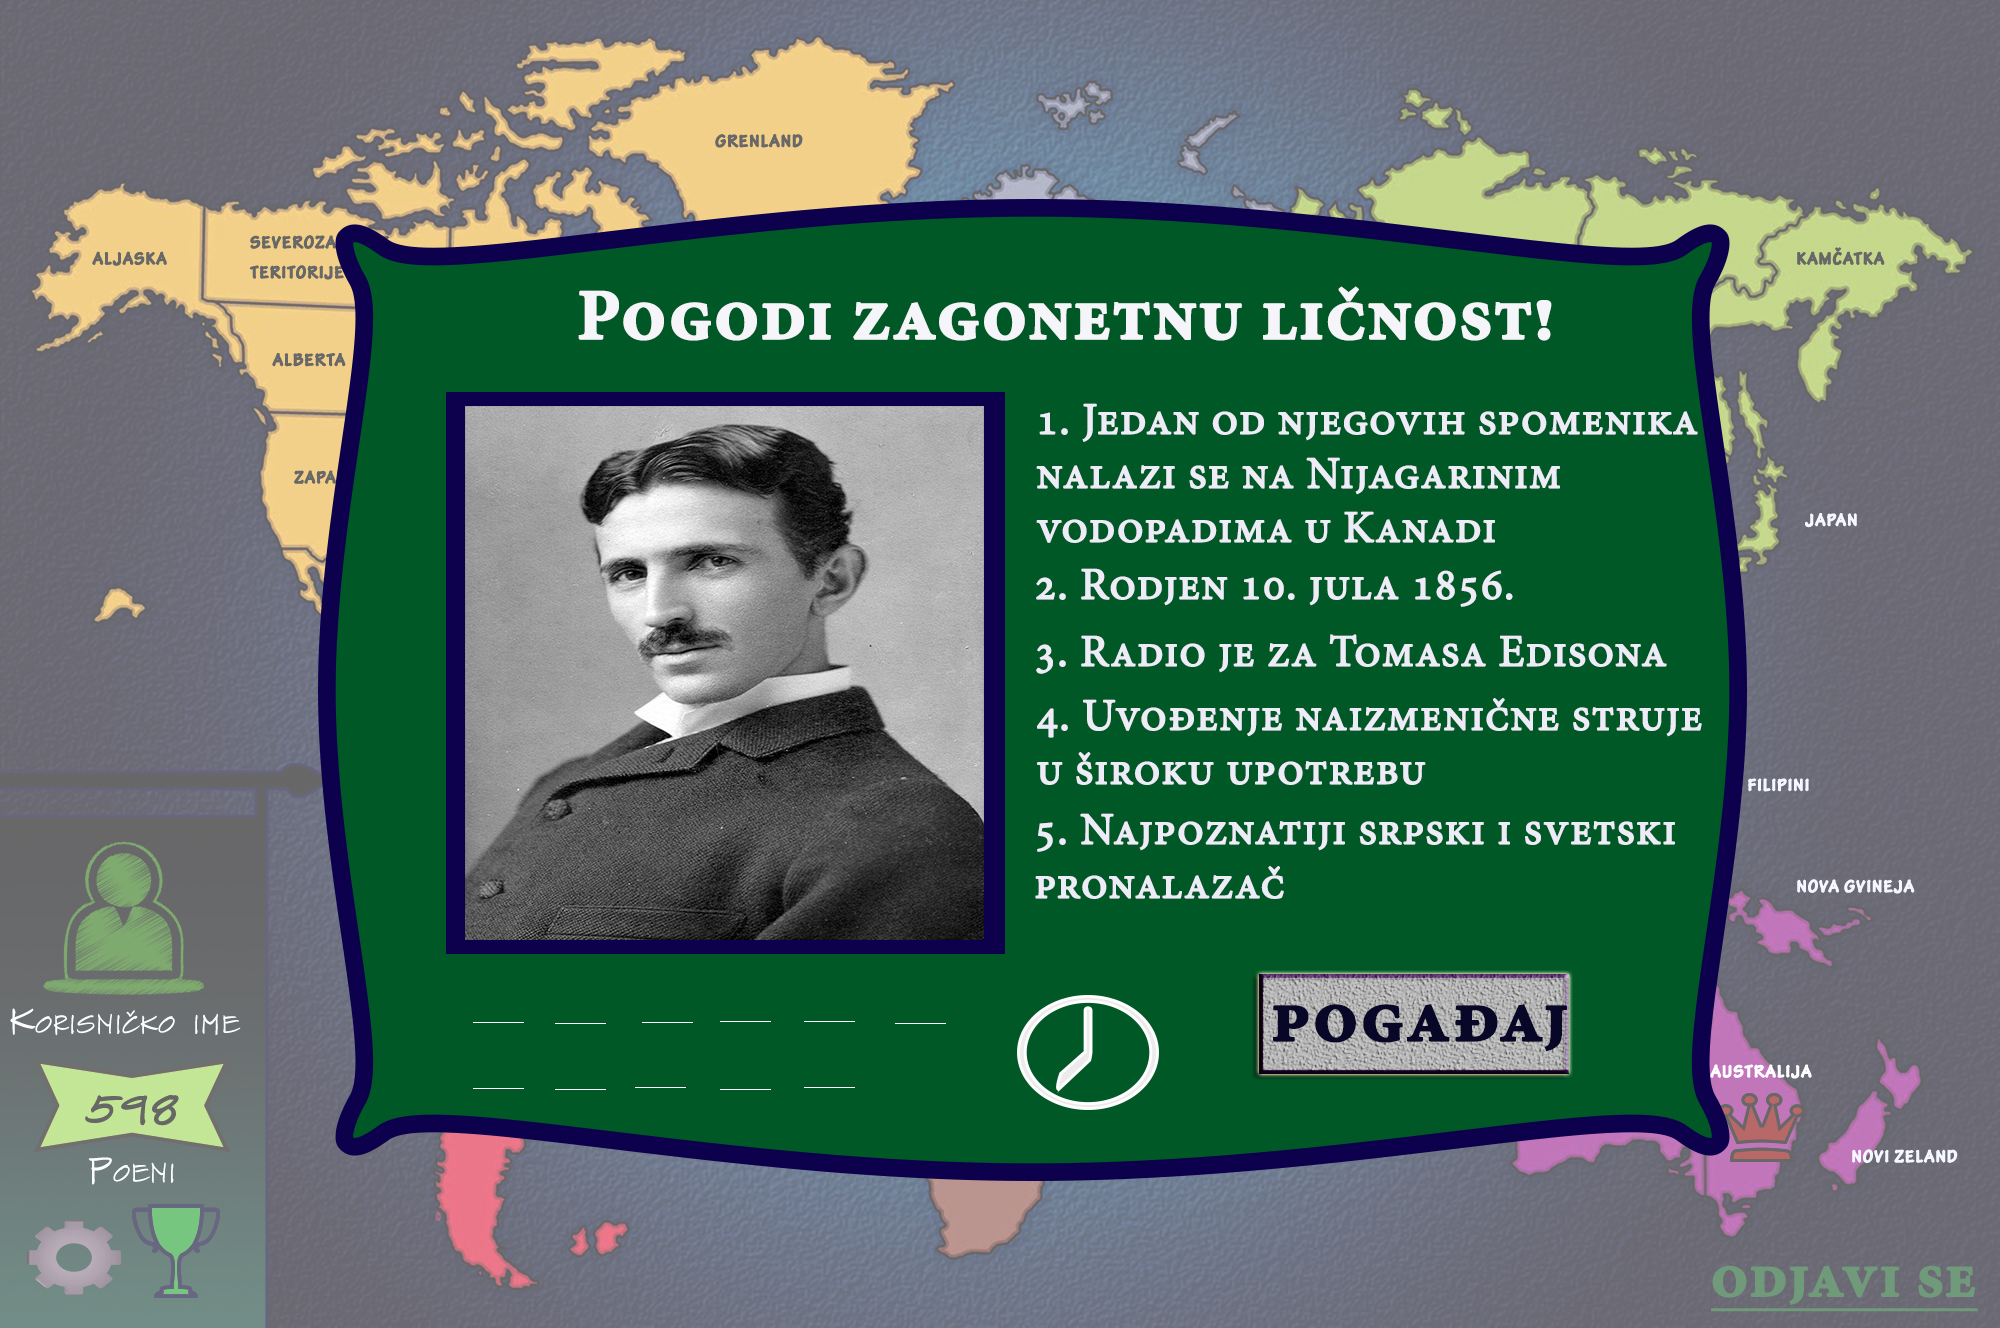 GRENLAND
SEVEROZA
TERITORIJE
ALJASKA
KAMČATKA
ALBERTA
ZAPA
JAPAN
FILIPINI
NOVA GVINEJA
AUSTRALIJA
NOVI ZELAND
Pogodi zagonetnu ličnost!
1. Jedan od njegovih spomenika
nalazi se na Nijagarinim
vodopadima u Kanadi
2. Rodjen 10. jula 1856.
3. Radio je za Tomasa Edisona
4. Uvođenje naizmenične struje
u široku upotrebu
5. Najpoznatiji srpski i svetski
pronalazač
POGAĐAJ
Korisničko ime
598
Poeni
ODJAVI SE